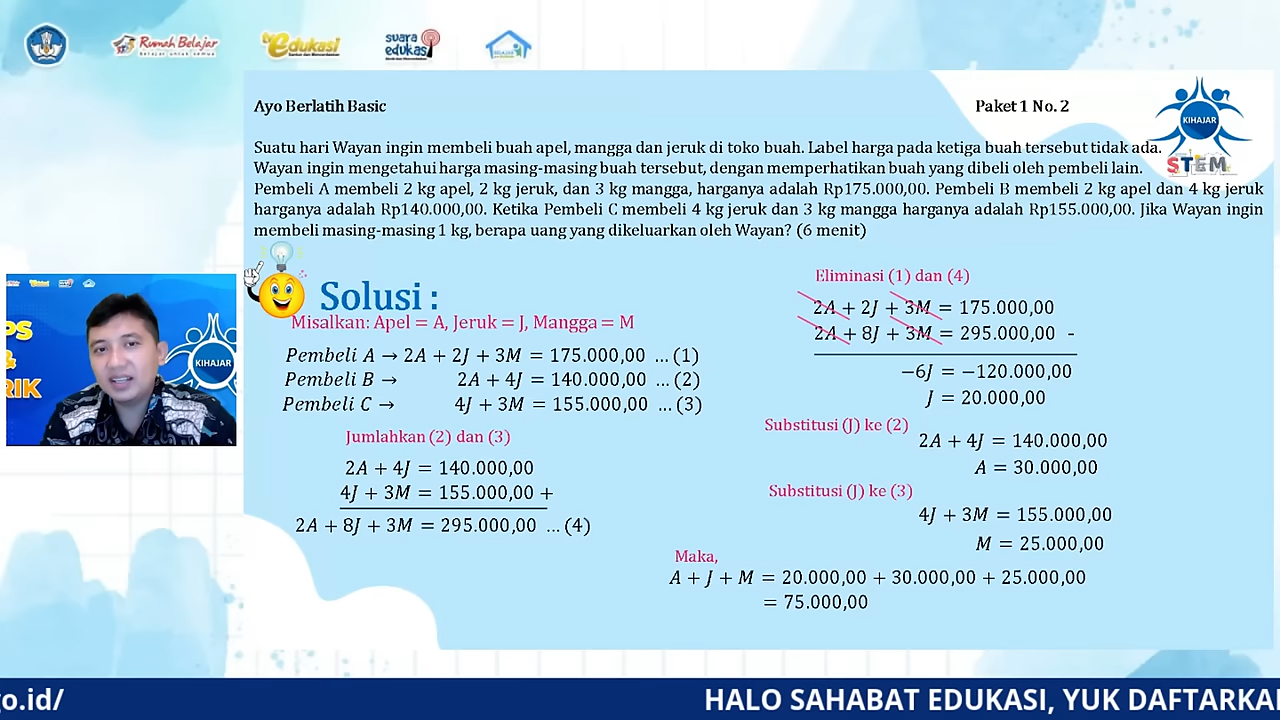 Rumah Belajar
Belajar untuk semua
tv Edukasi
suara
edukasi
Ayo Berlatih Basic
Paket 1 No. 2
KIHAJAR
STEM
Suatu hari Wayan ingin membeli buah apel, mangga dan jeruk di toko buah. Label harga pada ketiga buah tersebut tidak ada.
Wayan ingin mengetahui harga masing-masing buah tersebut, dengan memperhatikan buah yang dibeli oleh pembeli lain.
Pembeli A membeli 2 kg apel, 2 kg jeruk, dan 3 kg mangga, harganya adalah Rp175.000,00. Pembeli B membeli 2 kg apel dan 4 kg jeruk
harganya adalah Rp140.000,00. Ketika Pembeli C membeli 4 kg jeruk dan 3 kg mangga harganya adalah Rp155.000,00. Jika Wayan ingin
membeli masing-masing 1 kg, berapa uang yang dikeluarkan oleh Wayan? (6 menit)
Solusi :
Misalkan: Apel = A, Jeruk = J, Mangga = M
Pembeli A → 2A + 2J + 3M = 175.000,00 … (1)
Pembeli B → 2A + 4J = 140.000,00 … (2)
Pembeli C → 4J + 3M = 155.000,00 … (3)
Jumlahkan (2) dan (3)
2A + 4J = 140.000,00
4J + 3M = 155.000,00 +
2A + 8J + 3M = 295.000,00 … (4)
Eliminasi (1) dan (4)
2A + 2J + 3M = 175.000,00
2A + 8J + 3M = 295.000,00 -
−6J = −120.000,00
J = 20.000,00
Substitusi (J) ke (2)
2A + 4J = 140.000,00
A = 30.000,00
Substitusi (J) ke (3)
4J + 3M = 155.000,00
M = 25.000,00
Maka,
A + J + M = 20.000,00 + 30.000,00 + 25.000,00
= 75.000,00
PS
&
RIK
KIHAJAR
go.id/
HALO SAHABAT EDUKASI, YUK DAFTARKA